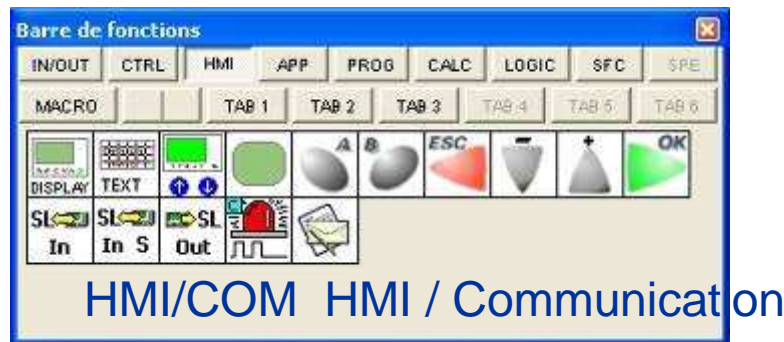 Barre de fonctions
IN/OUT CTRL HMI APP PROG CALC LOGIC SFC SPE
MACRO TAB 1 TAB 2 TAB 3 TAB 4 TAB 5 TAB 6
DISPLAY TEXT A B ESC - + OK
SL In SL In S SL Out
HMI/COM HMI / Communication